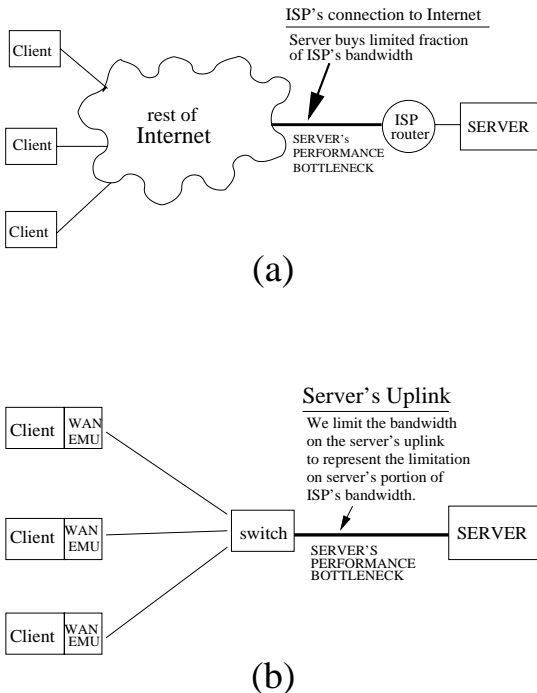 ISP's connection to Internet
Server buys limited fraction
of ISP's bandwidth
Client
rest of
Internet
ISP
router
SERVER
Client
SERVER'S
PERFORMANCE
BOTTLENECK
Client
(a)
Server's Uplink
We limit the bandwidth
on the server's uplink
to represent the limitation
on server's portion of
ISP's bandwidth.
Client
WAN
EMU
Client
WAN
EMU
switch
SERVER
SERVER'S
PERFORMANCE
BOTTLENECK
Client
WAN
EMU
(b)